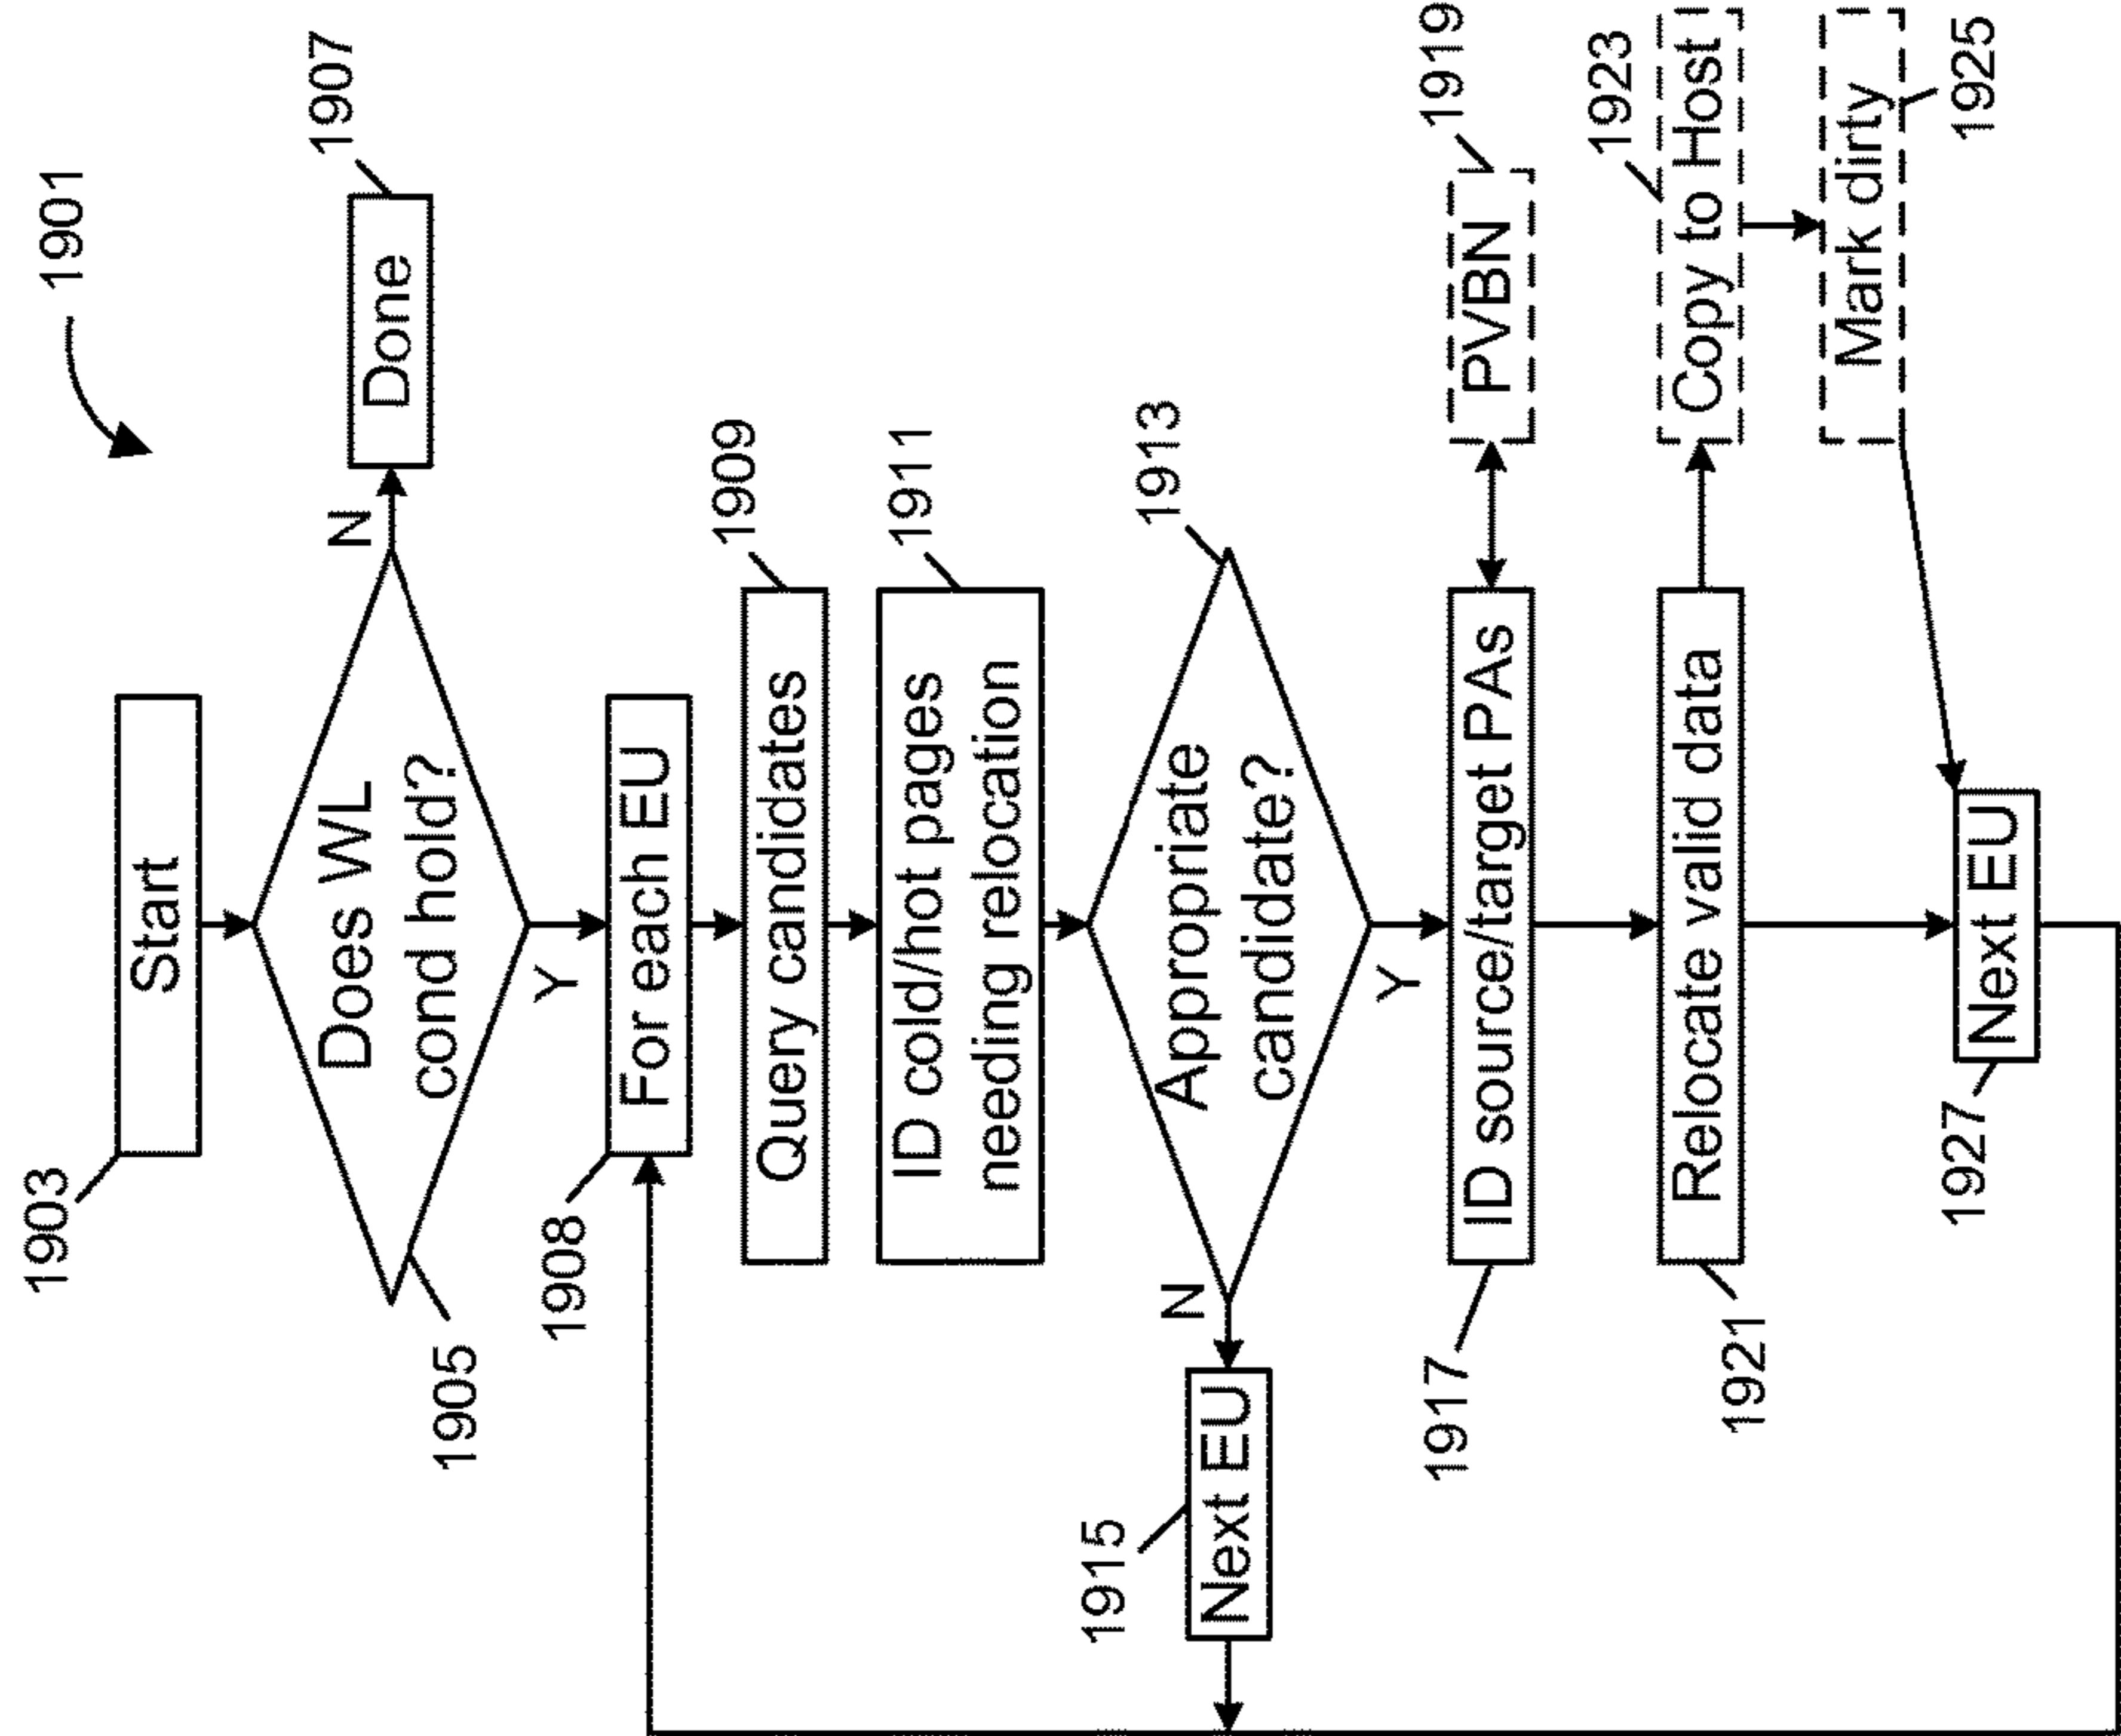 1901
1903
Start
1905
Does WL
cond hold?
N
Done
1907
Y
1908
For each EU
Query candidates
1909
ID cold/hot pages
needing relocation
1911
Appropriate
candidate?
1913
N
Next EU
1915
Y
1917
ID source/target PAs
PVBN
1919
1921
Relocate valid data
Copy to Host
1923
Mark dirty
1925
1927
Next EU